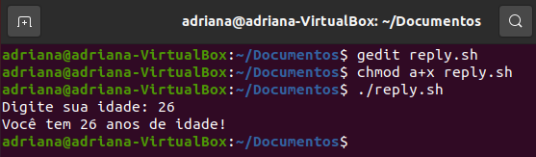 adriana@adriana-VirtualBox: ~/Documentos
adriana@adriana-VirtualBox:~/Documentos$ gedit reply.sh
adriana@adriana-VirtualBox:~/Documentos$ chmod a+x reply.sh
adriana@adriana-VirtualBox:~/Documentos$ ./reply.sh
Digite sua idade: 26
Você tem 26 anos de idade!
adriana@adriana-VirtualBox:~/Documentos$